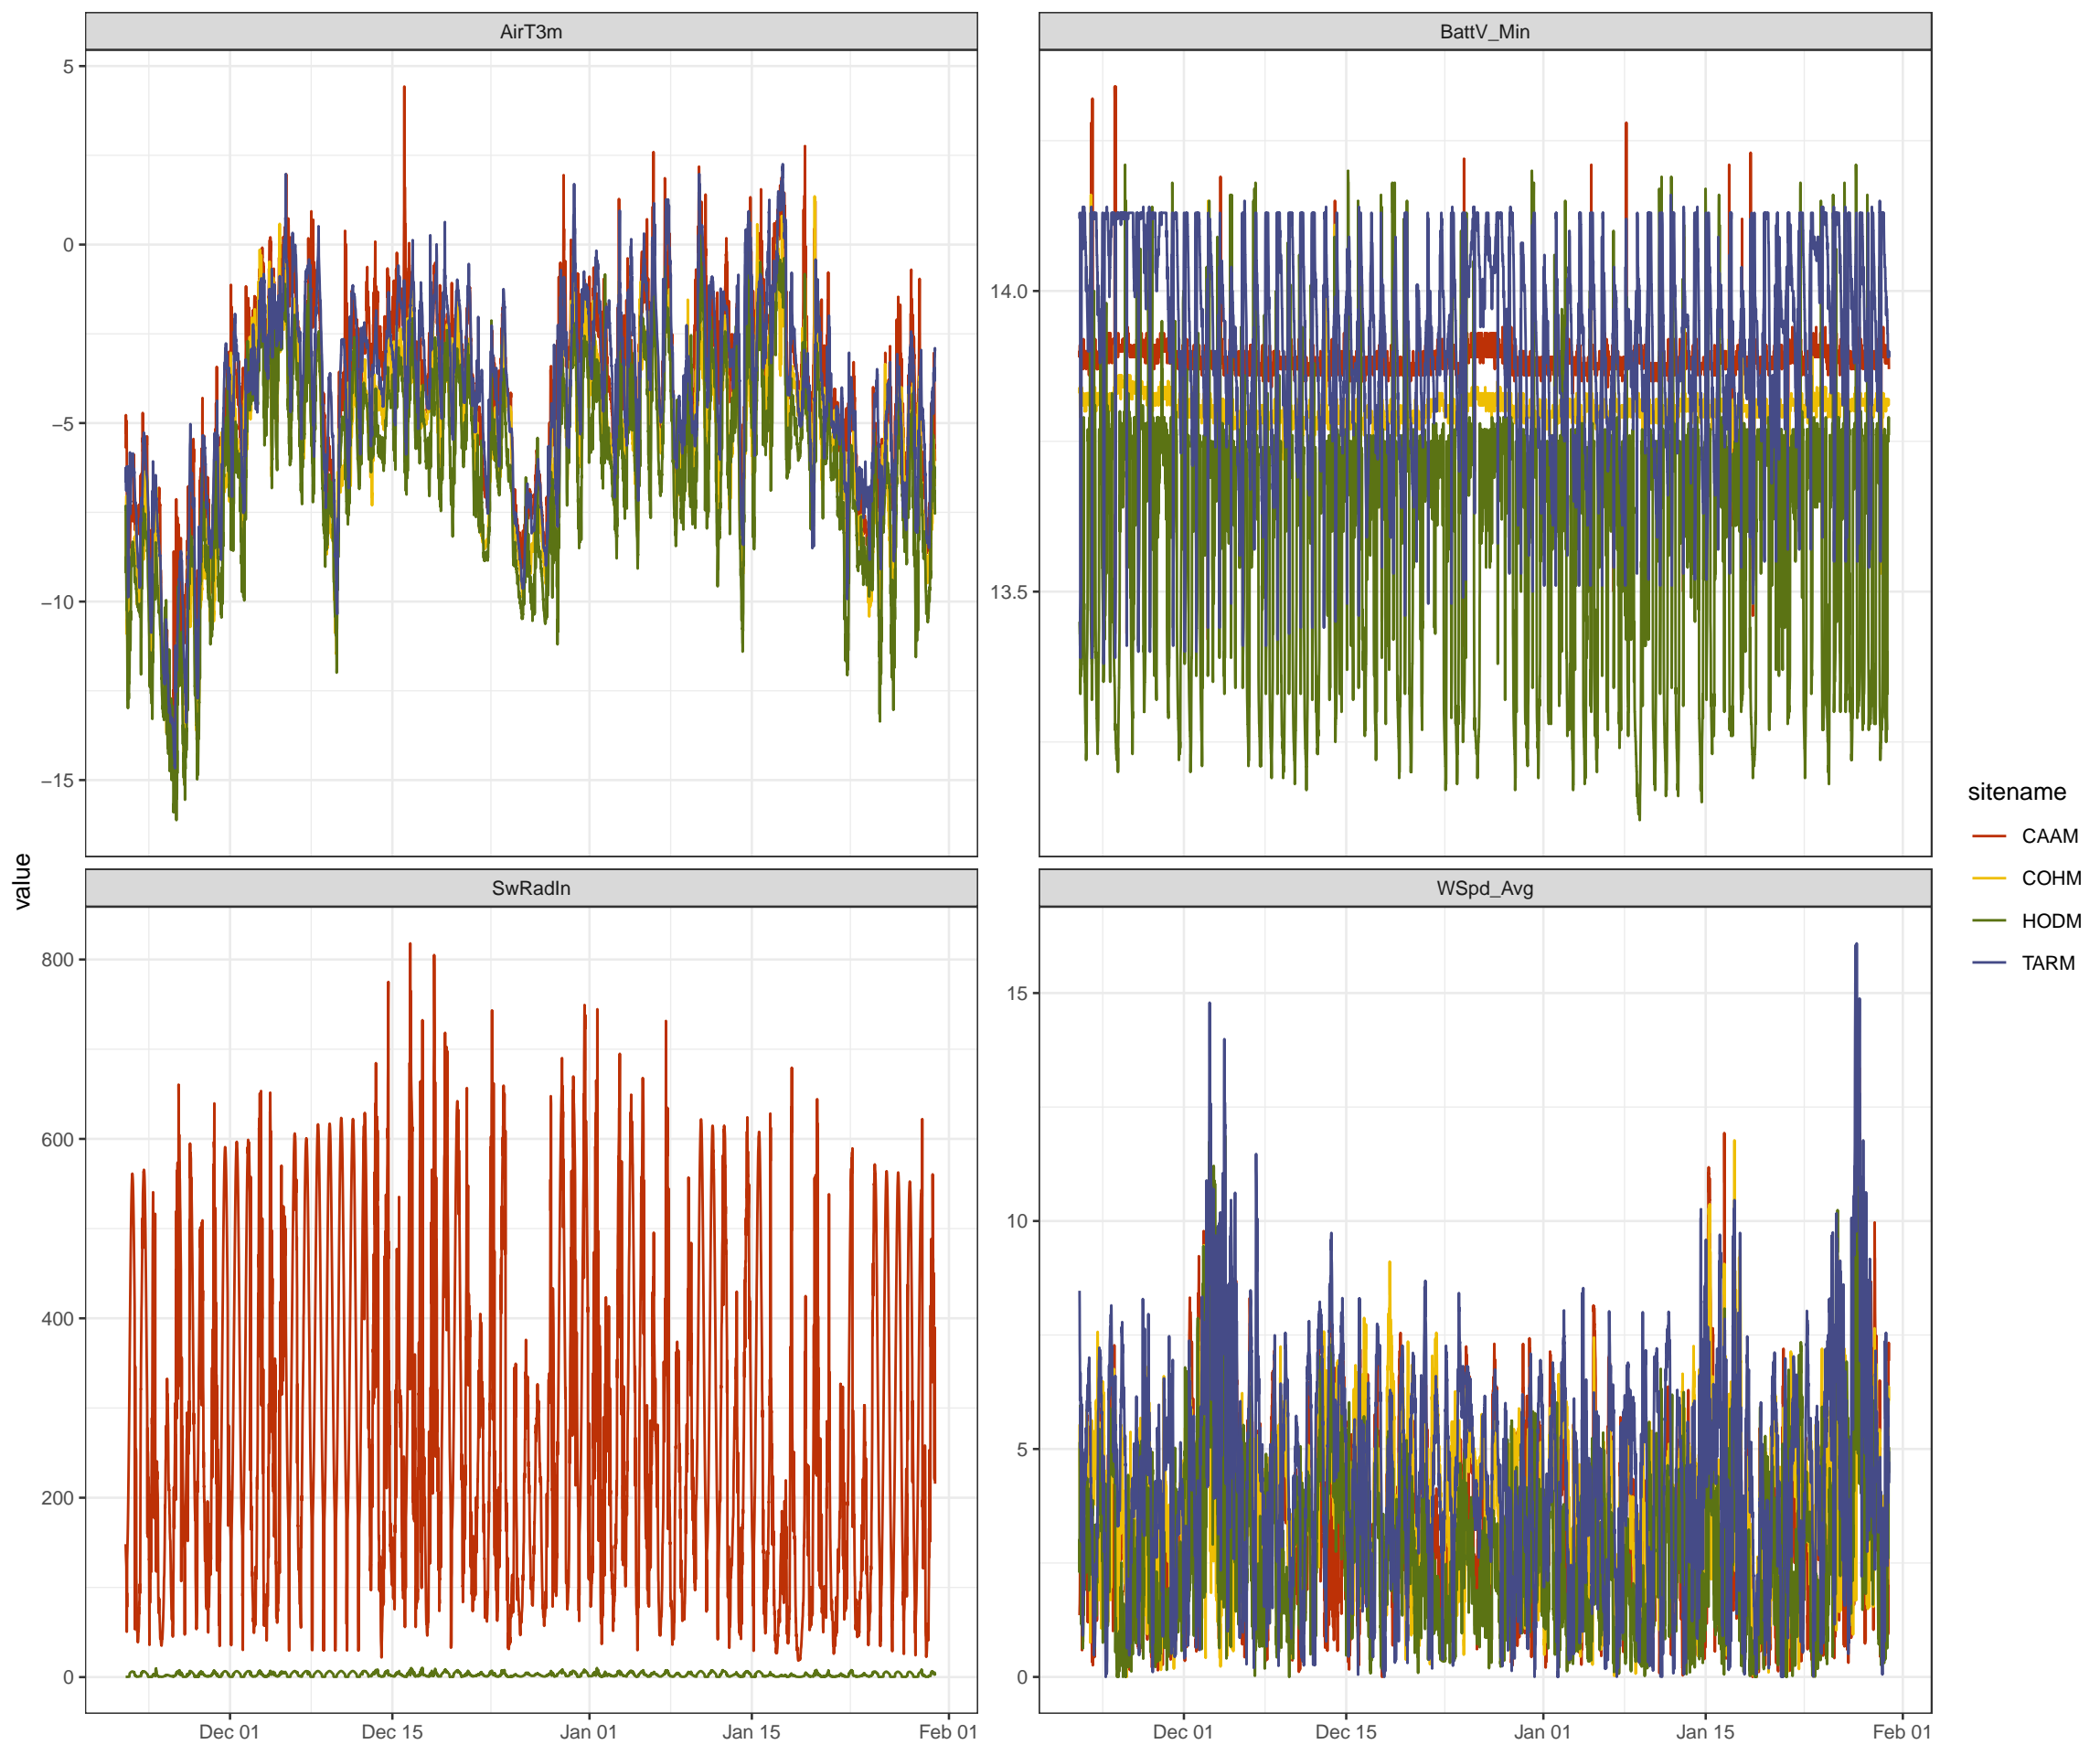 AirT3m
BattV_Min
5
0
−5
−10
−15
14.0
13.5
value
SwRadIn
WSpd_Avg
800
600
400
200
0
15
10
5
0
Dec 01
Dec 15
Jan 01
Jan 15
Feb 01
Dec 01
Dec 15
Jan 01
Jan 15
Feb 01
sitename
CAAM
COHM
HODM
TARM